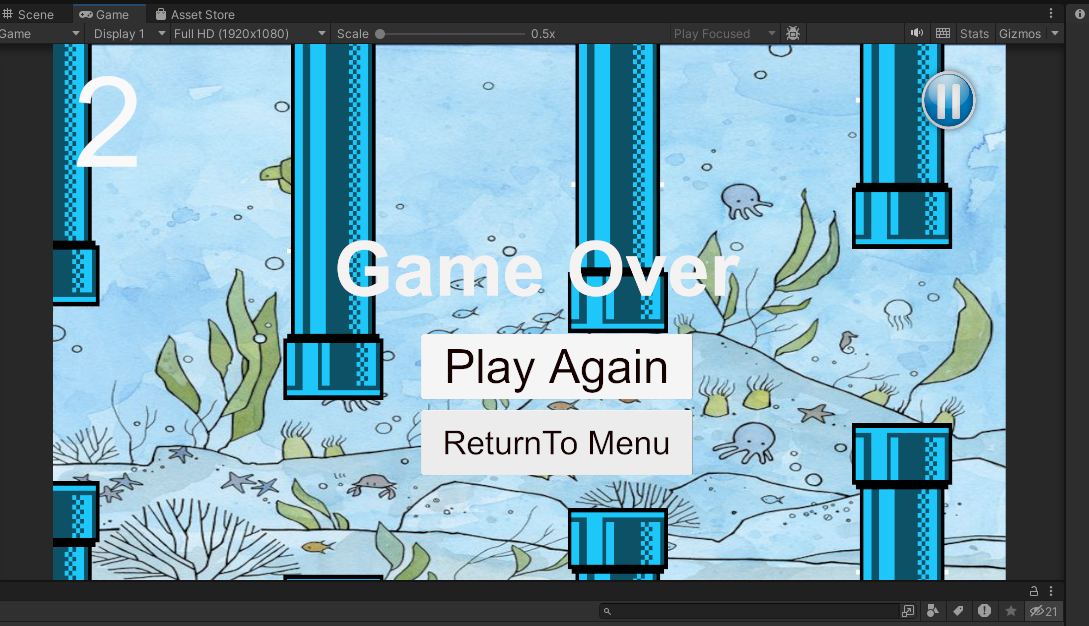 Scene Game Asset Store
Game Display 1 Full HD (1920x1080) Scale 0.5x Play Focused Stats Gizmos
2
Game Over
Play Again
ReturnTo Menu
21